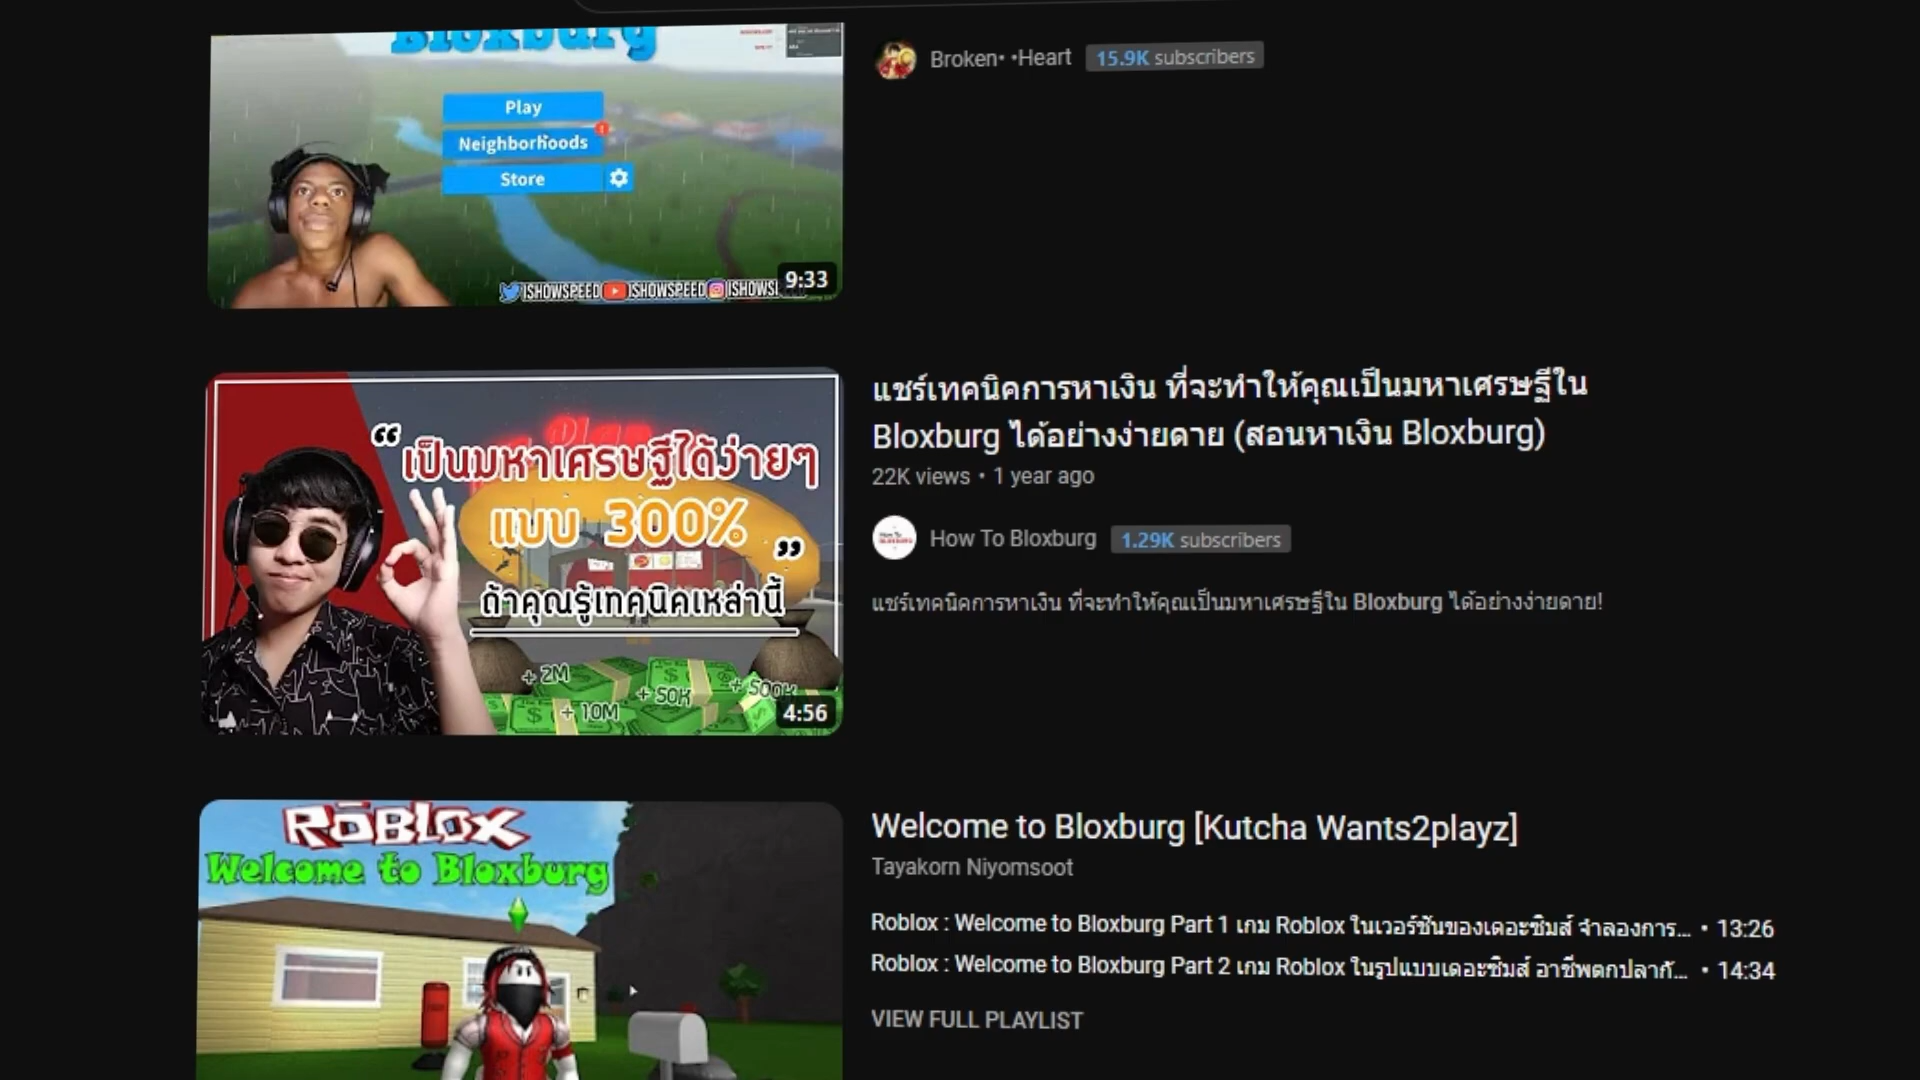 Bloxburg
Play
Neighborhoods
Store
ISHOWSPEED ISHOWSPEED ISHOWS
9:33
Broken• •Heart 15.9K subscribers
“เป็นมหาเศรษฐีได้ง่ายๆ
แบบ 300%”
ถ้าคุณรู้เทคนิคเหล่านี้
+ 2M
+ 50K
+ 500K
+ 10M
4:56
แชร์เทคนิคการหาเงิน ที่จะทำให้คุณเป็นมหาเศรษฐีใน
Bloxburg ได้อย่างง่ายดาย (สอนหาเงิน Bloxburg)
22K views • 1 year ago
How To Bloxburg 1.29K subscribers
แชร์เทคนิคการหาเงิน ที่จะทำให้คุณเป็นมหาเศรษฐีใน Bloxburg ได้อย่างง่ายดาย!
ROBLOX
Welcome to Bloxburg
Welcome to Bloxburg [Kutcha Wants2playz]
Tayakorn Niyomsoot
Roblox : Welcome to Bloxburg Part 1 เกม Roblox ในเวอร์ชันของเดอะซิมส์ จำลองการ... • 13:26
Roblox : Welcome to Bloxburg Part 2 เกม Roblox ในรูปแบบเดอะซิมส์ อาชีพตกปลากั... • 14:34
VIEW FULL PLAYLIST